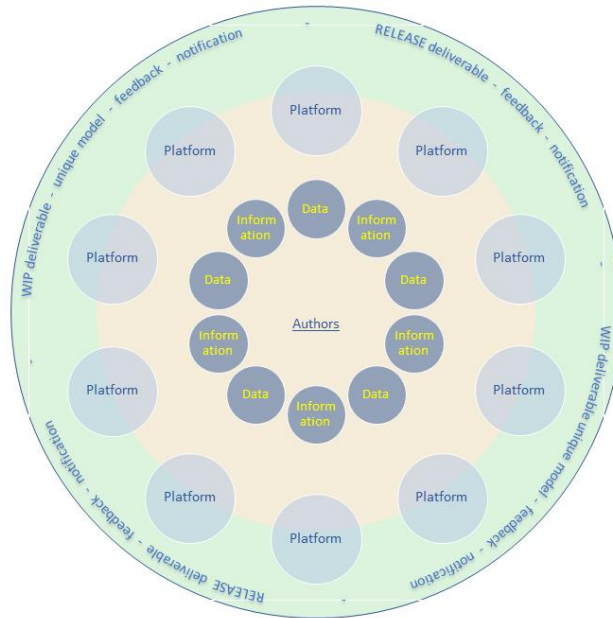 WIP deliverable - unique model - feedback - notification
-
RELEASE deliverable - feedback - notification
-
WIP deliverable unique model - feedback - notification
-
RELEASE deliverable - feedback - notification
-
Platform
Platform
Platform
Platform
Platform
Platform
Platform
Platform
Platform
Platform
Data
Inform
ation
Data
Inform
ation
Data
Inform
ation
Data
Inform
ation
Data
Inform
ation
Authors